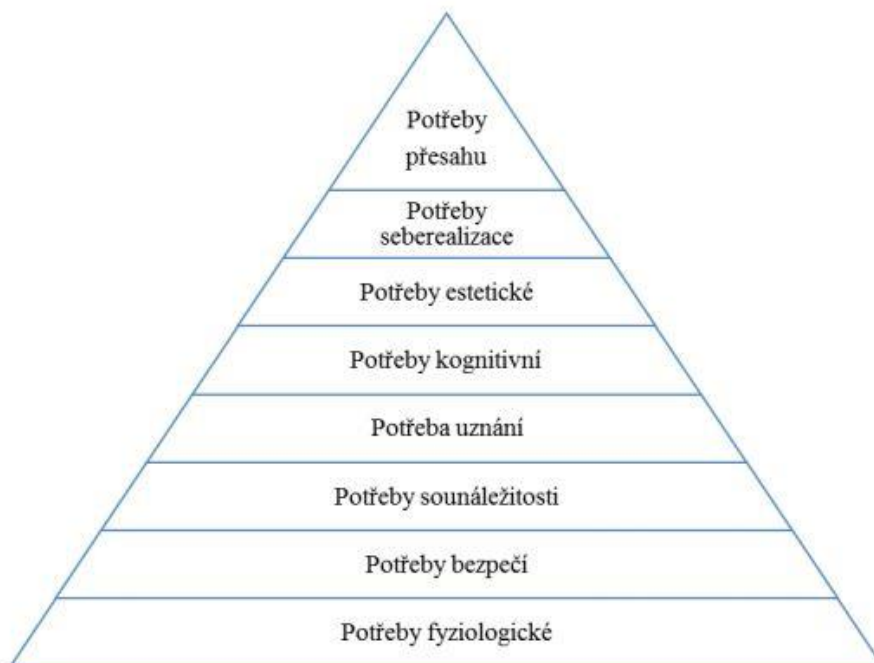 Potřeby
přesahu
Potřeby
seberealizace
Potřeby estetické
Potřeby kognitivní
Potřeba uznání
Potřeby sounáležitosti
Potřeby bezpečí
Potřeby fyziologické